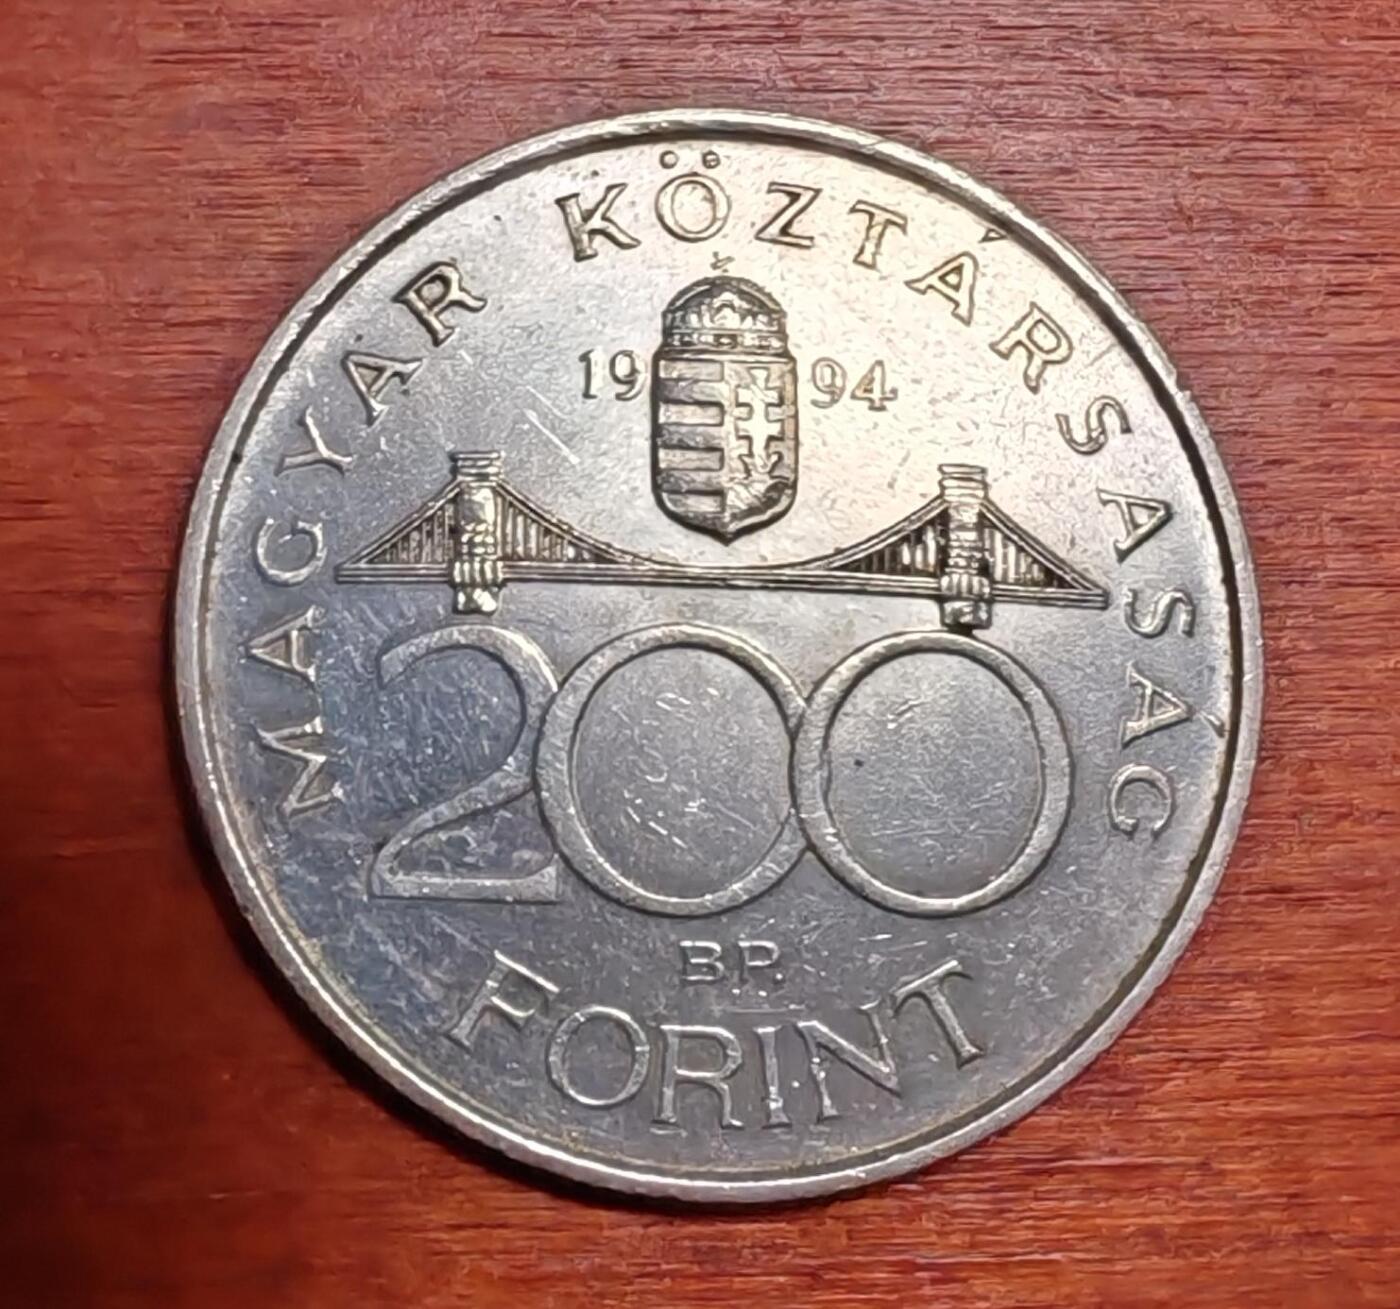 MAGYAR KÖZTÁRSASÁG
1994
200
BP.
FORINT